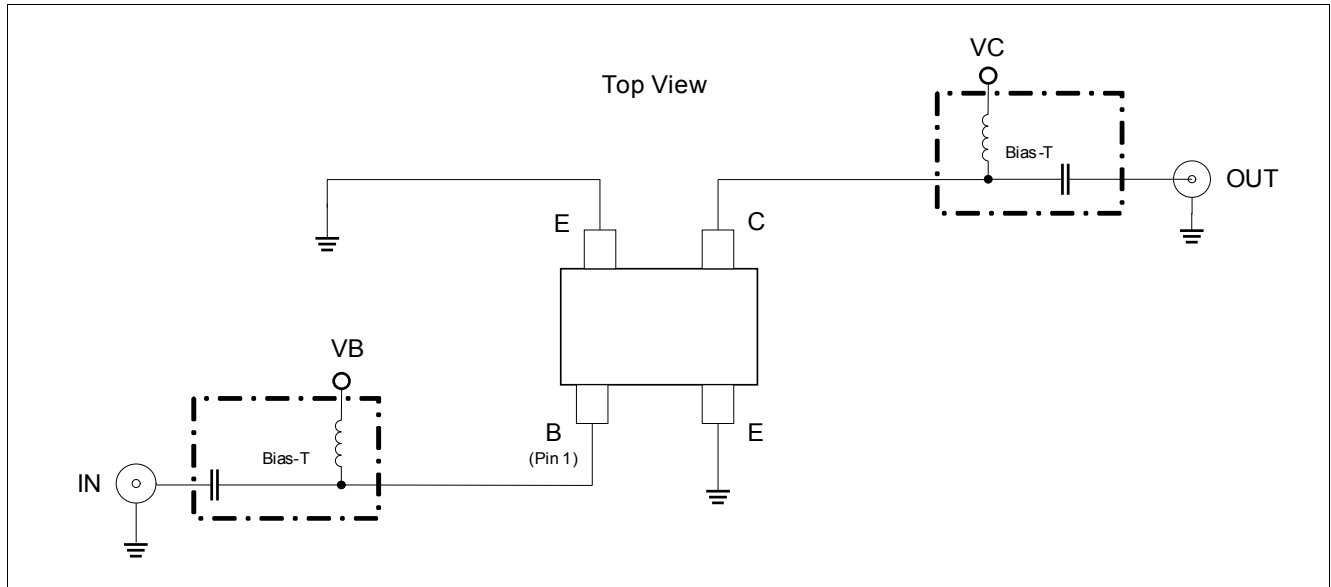 VC
Top View
Bias-T
OUT
E
C
VB
B
E
(Pin 1)
Bias-T
IN